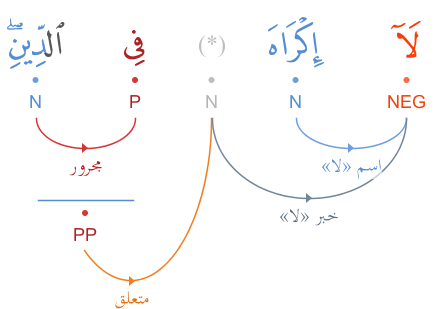 لَآ إِكْرَاهَ (*) فِى ٱلدِّينِۖ
NEG N N P N
اسم «لا» مجرور
خبر «لا»
PP
متعلق